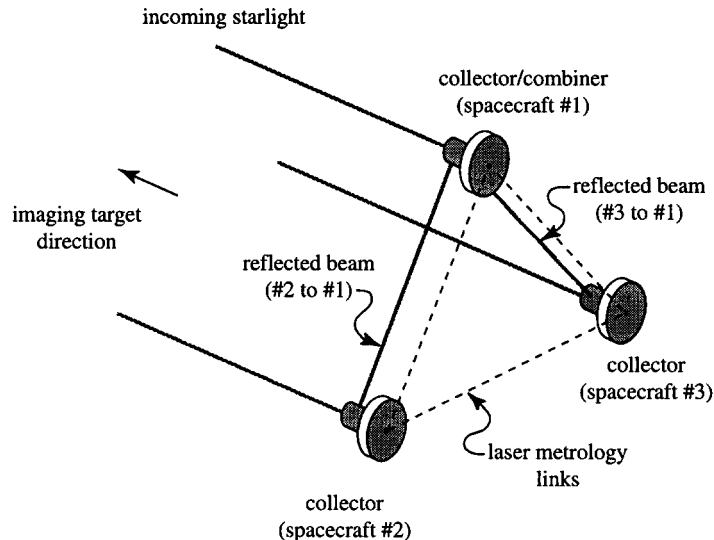 incoming starlight
collector/combiner
(spacecraft #1)
reflected beam
(#3 to #1)
imaging target
direction
reflected beam
(#2 to #1)
collector
(spacecraft #3)
laser metrology
links
collector
(spacecraft #2)